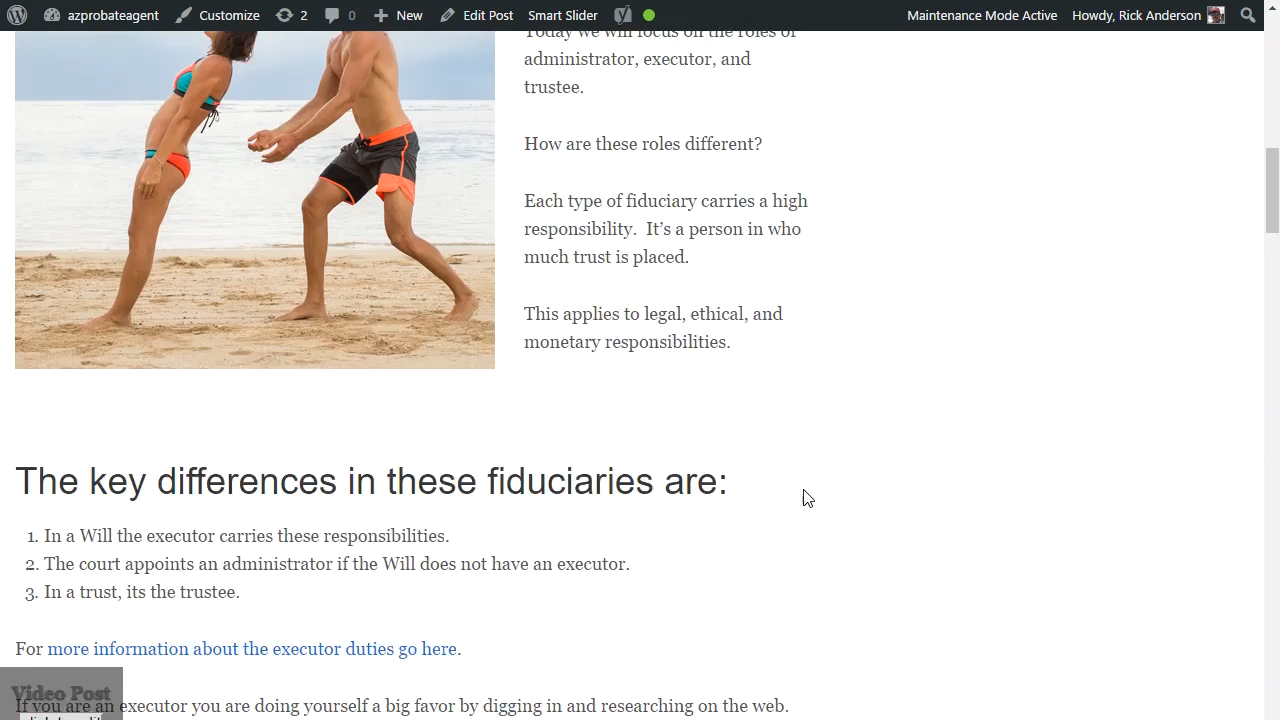 azprobateagent Customize 2 0 New Edit Post Smart Slider Maintenance Mode Active Howdy, Rick Anderson
Today we will focus on the roles of
administrator, executor, and
trustee.
How are these roles different?
Each type of fiduciary carries a high
responsibility. It’s a person in who
much trust is placed.
This applies to legal, ethical, and
monetary responsibilities.
The key differences in these fiduciaries are:
1. In a Will the executor carries these responsibilities.
2. The court appoints an administrator if the Will does not have an executor.
3. In a trust, its the trustee.
For more information about the executor duties go here.
Video Post
If you are an executor you are doing yourself a big favor by digging in and researching on the web.